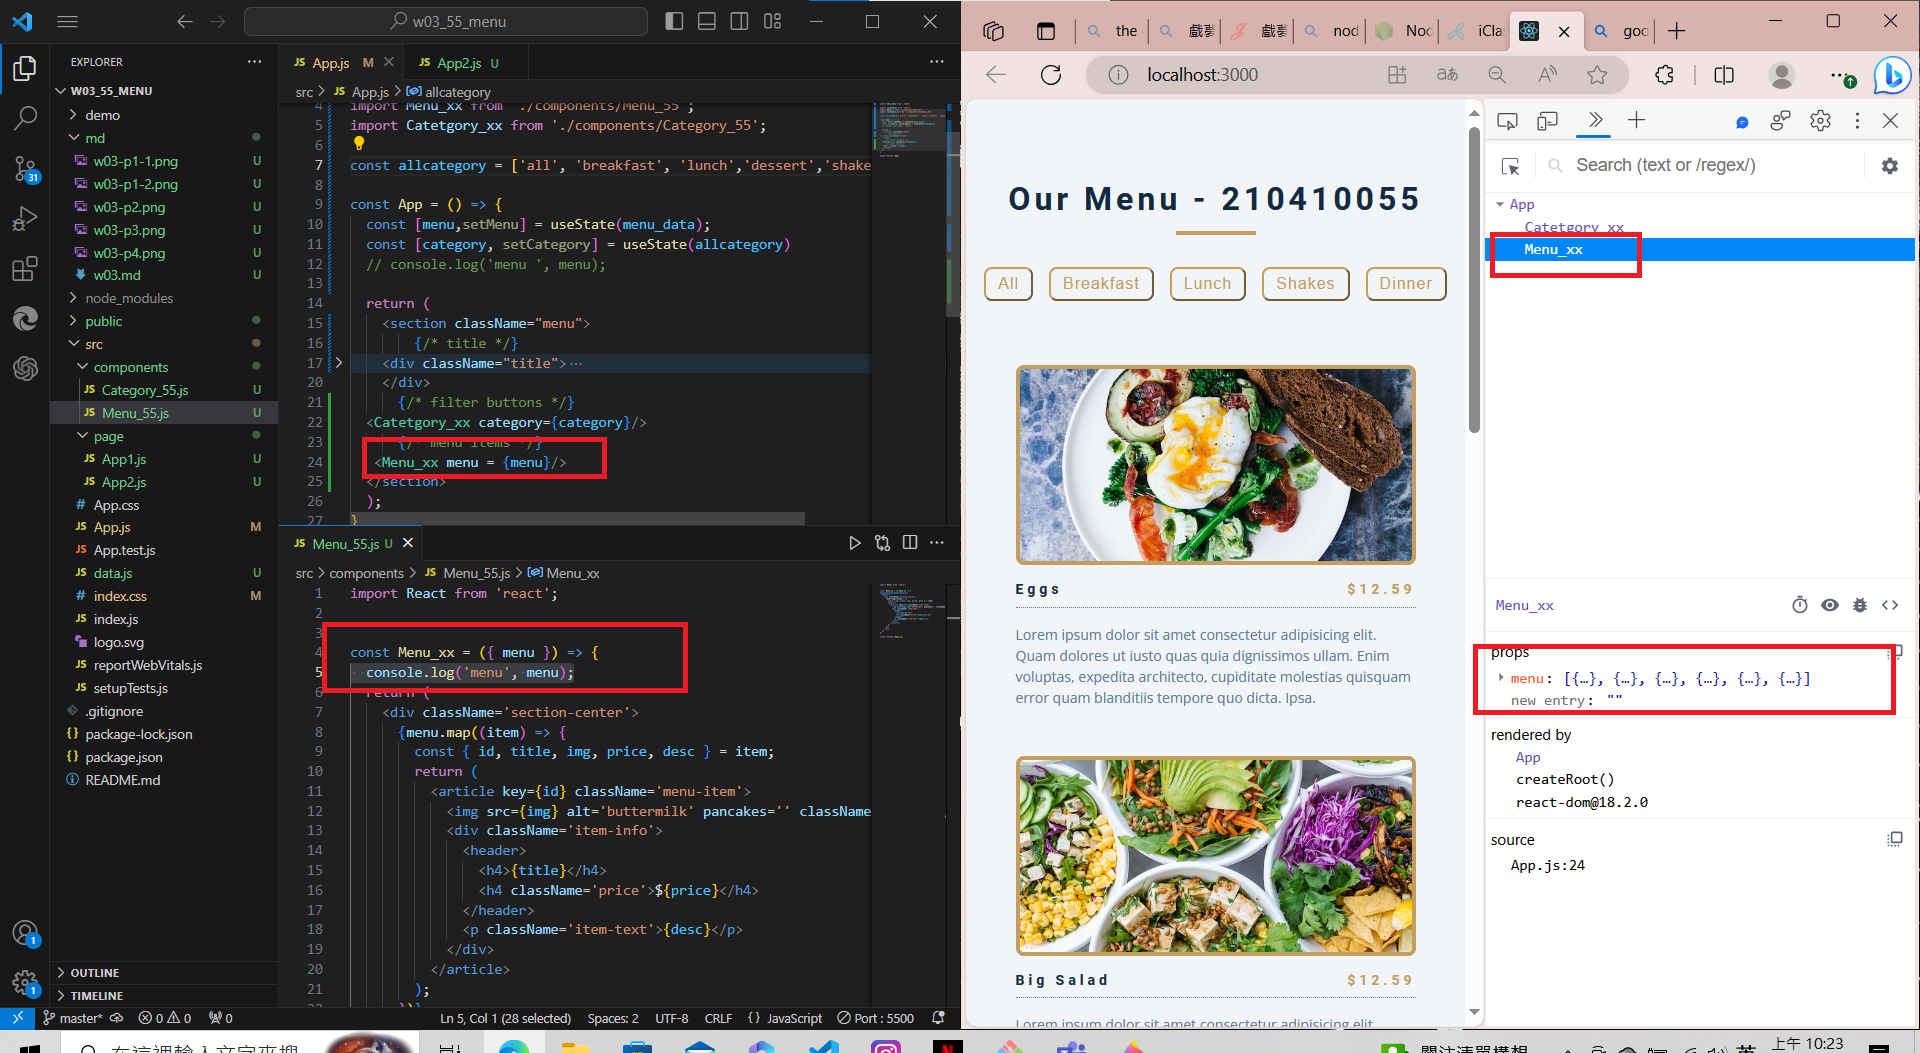 w03_55_menu
EXPLORER
W03_55_MENU
demo
md
w03-p1-1.png U
w03-p1-2.png U
w03-p2.png U
w03-p3.png U
w03-p4.png U
w03.md U
node_modules
public
src
components
Category_55.js U
Menu_55.js U
page
App1.js U
App2.js U
App.css
App.js M
App.test.js
data.js U
index.css M
index.js
logo.svg
reportWebVitals.js
setupTests.js
.gitignore
package-lock.json
package.json
README.md
OUTLINE
TIMELINE
31
1
1
App.js M
App2.js U
src > App.js > allcategory
4 import Menu_xx from './components/Menu_55';
5 import Catetgory_xx from './components/Category_55';
6
7 const allcategory = ['all', 'breakfast', 'lunch','dessert','shake
8
9 const App = () => {
10 const [menu,setMenu] = useState(menu_data);
11 const [category, setCategory] = useState(allcategory)
12 // console.log('menu ', menu);
13
14 return (
15 <section className="menu">
16 {/* title */}
17 <div className="title"> ...
20 </div>
21 {/* filter buttons */}
22 <Catetgory_xx category={category}/>
23 {/* menu items */}
24 <Menu_xx menu = {menu}/>
25 </section>
26 );
27 }
Menu_55.js U
src > components > Menu_55.js > Menu_xx
1 import React from 'react';
2
3
4 const Menu_xx = ({ menu }) => {
5 console.log('menu', menu);
6 return (
7 <div className='section-center'>
8 {menu.map((item) => {
9 const { id, title, img, price, desc } = item;
10 return (
11 <article key={id} className='menu-item'>
12 <img src={img} alt='buttermilk' pancakes='' className
13 <div className='item-info'>
14 <header>
15 <h4>{title}</h4>
16 <h4 className='price'>${price}</h4>
17 </header>
18 <p className='item-text'>{desc}</p>
19 </div>
20 </article>
21 );
master* 0 0 0 Ln 5, Col 1 (28 selected) Spaces: 2 UTF-8 CRLF {} JavaScript Port : 5500
the
戲夢
戲夢
nod
Noc
iCla
goo
localhost:3000
Our Menu - 210410055
All Breakfast Lunch Shakes Dinner
Eggs $12.59
Lorem ipsum dolor sit amet consectetur adipisicing elit.
Quam dolores ut iusto quas quia dignissimos ullam. Enim
voluptas, expedita architecto, cupiditate molestias quisquam
error quam blanditiis tempore quo dicta. Ipsa.
Big Salad $12.59
Lorem ipsum dolor sit amet consectetur adipisicing elit.
Search (text or /regex/)
App
Catetgory_xx
Menu_xx
Menu_xx
props
menu: [{…}, {…}, {…}, {…}, {…}, {…}]
new entry: ""
rendered by
App
createRoot()
react-dom@18.2.0
source
App.js:24
在這裡輸入文字來搜
關注清單構想
英
上午 10:23